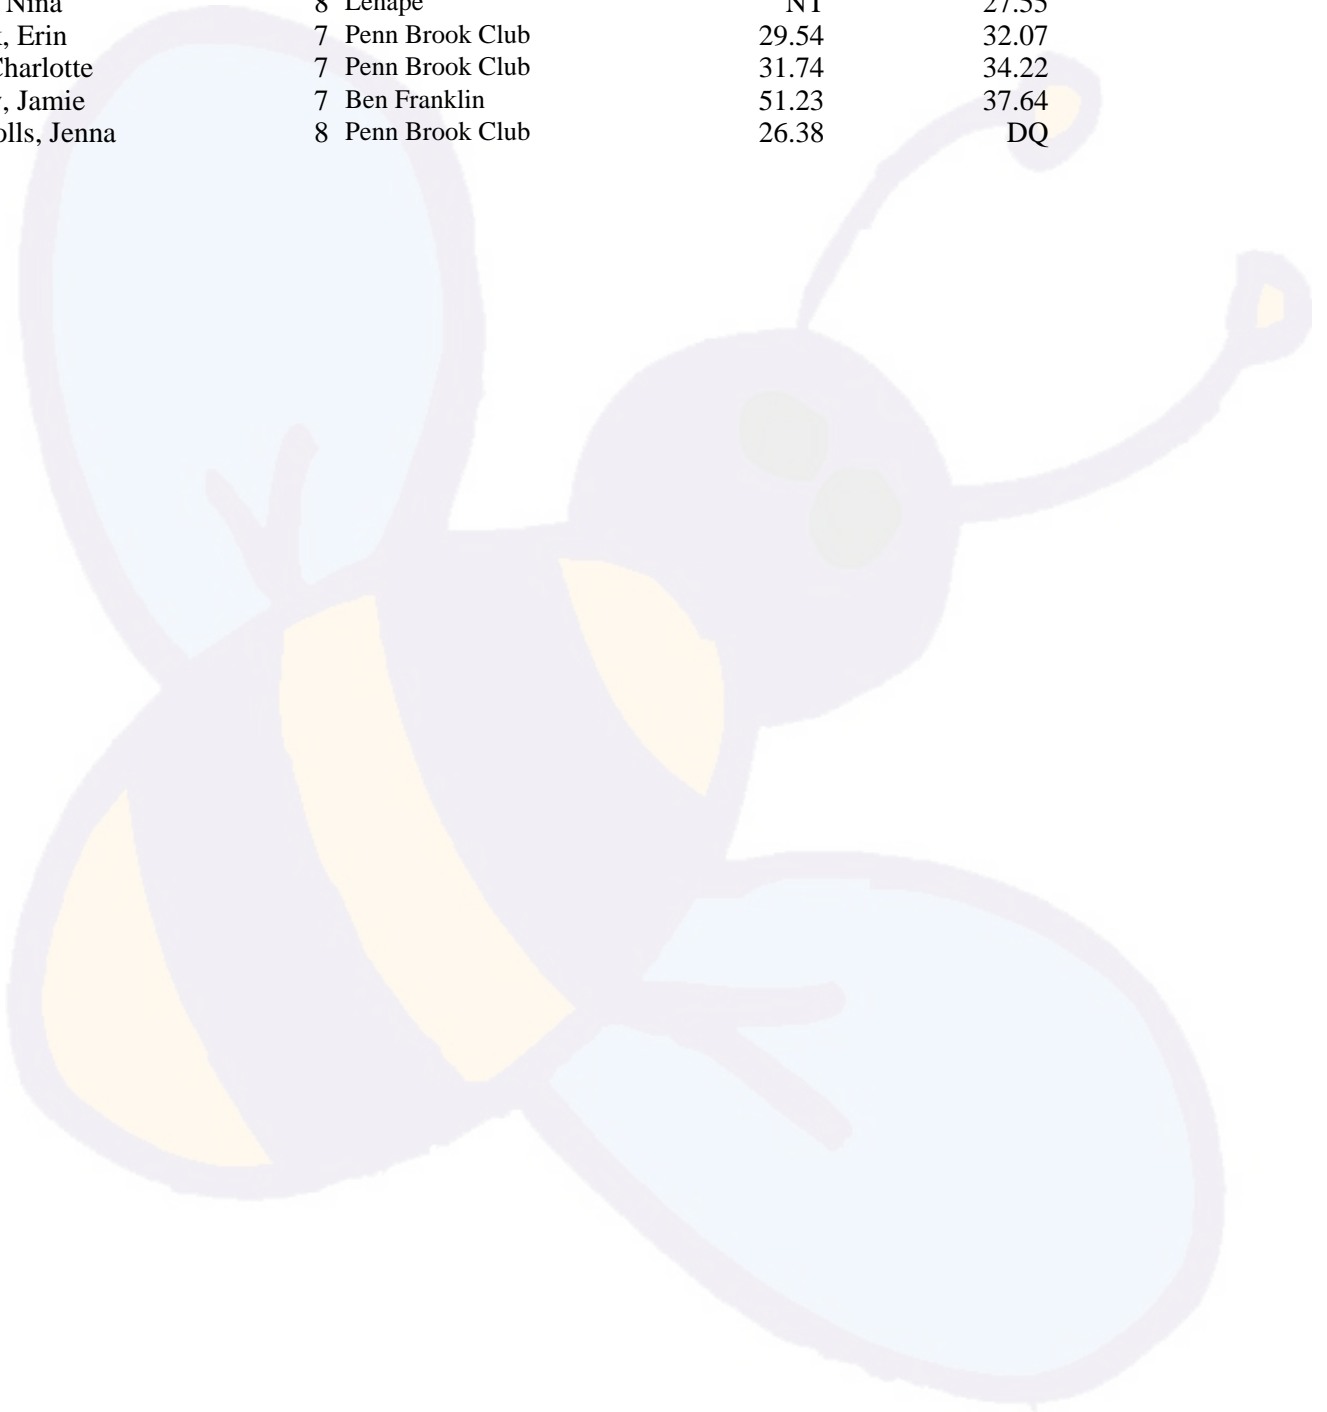 Nina 8 Lenape NT 27.55
, Erin 7 Penn Brook Club 29.54 32.07
Charlotte 7 Penn Brook Club 31.74 34.22
, Jamie 7 Ben Franklin 51.23 37.64
olls, Jenna 8 Penn Brook Club 26.38 DQ